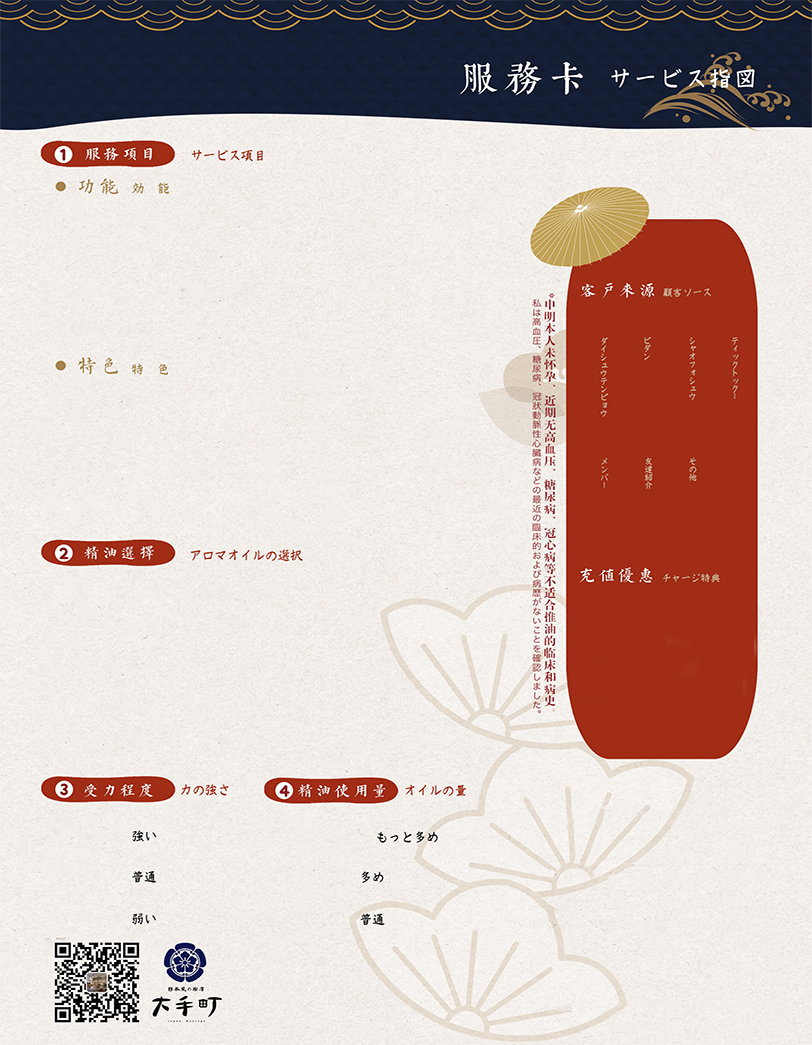 服務卡 サービス指図
1 服務項目 サービス項目
功能 効能
特色 特色
2 精油選擇 アロマオイルの選択
3 受力程度 力の強さ
強い
普通
弱い
4 精油使用量 オイルの量
もっと多め
多め
普通
*申明本人未怀孕、近期无高血压、糖尿病、冠心病等不适合推油的临床和病史。
私は高血圧、糖尿病、冠状動脈性心臓病などの最近の臨床的および病歴がないことを確認しました。
客戸來源 顧客ソース
ティックトックー
シャオフォシュウ
ビダン
ダイシュウテンピョウ
その他
友達紹介
メンバー
充値優惠 チャージ特典
大手町